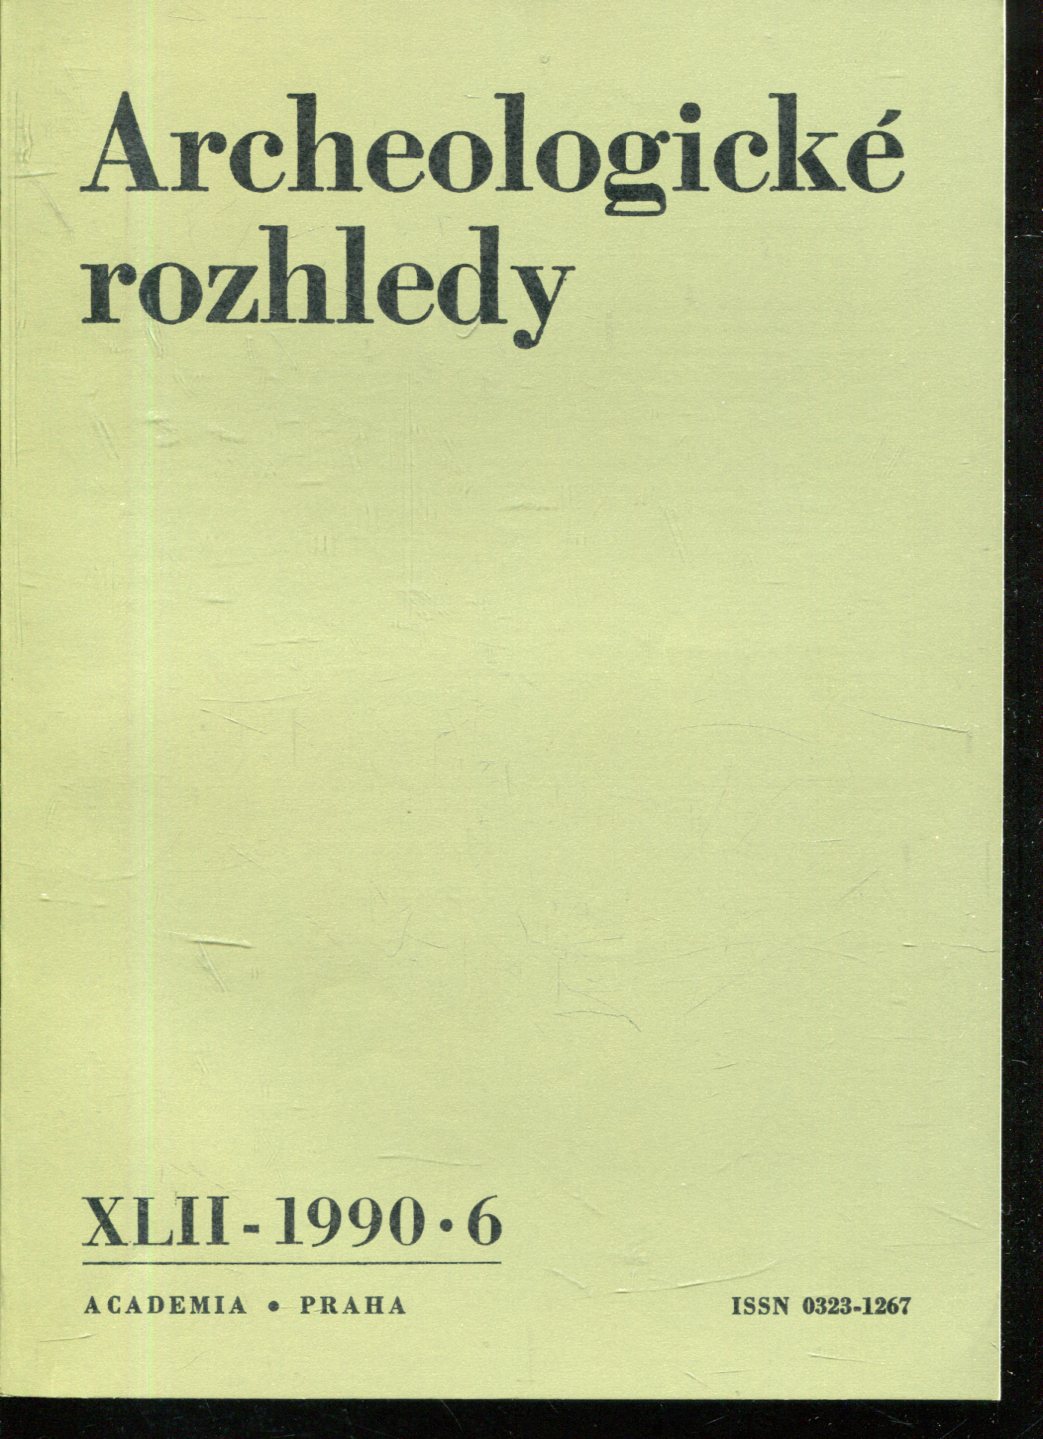 Archeologické
rozhledy
XLII-1990·6
ACADEMIA • PRAHA
ISSN 0323-1267